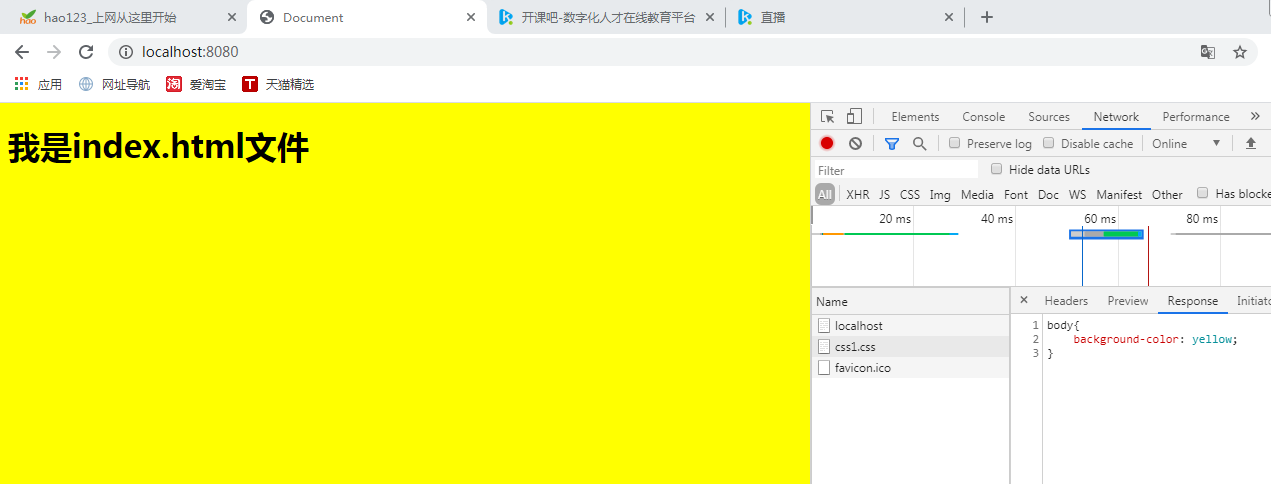 hao123_上网从这里开始
Document
开课吧-数字化人才在线教育平台
直播
localhost:8080
应用 网址导航 淘 爱淘宝 T 天猫精选
我是index.html文件
Elements Console Sources Network Performance »
Preserve log Disable cache Online
Filter Hide data URLs
All XHR JS CSS Img Media Font Doc WS Manifest Other Has blocke
20 ms 40 ms 60 ms 80 ms
Name
localhost
css1.css
favicon.ico
× Headers Preview Response Initiato
1 body{
2 background-color: yellow;
3 }